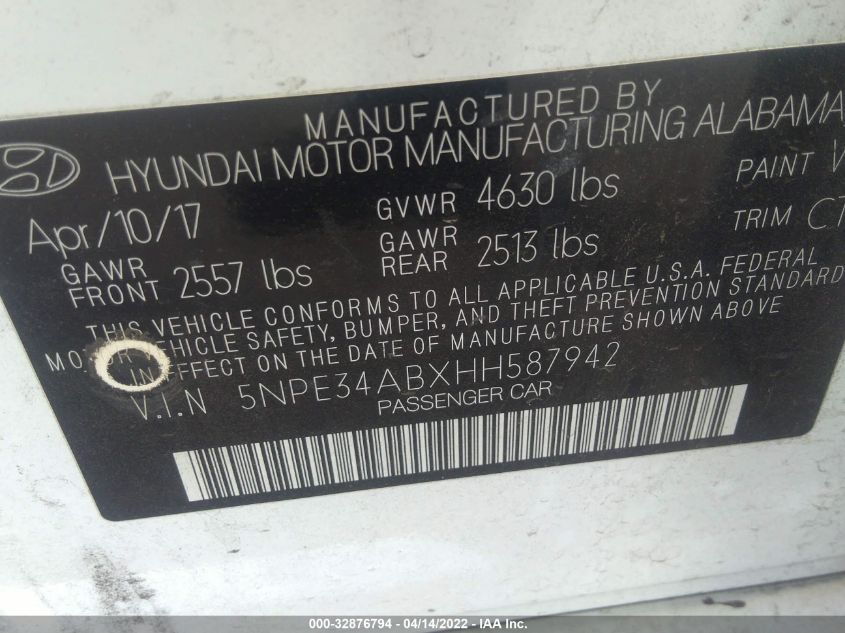 MANUFACTURED BY
HYUNDAI MOTOR MANUFACTURING ALABAMA
Apr/10/17 GVWR 4630 lbs PAINT
GAWR FRONT 2557 lbs GAWR REAR 2513 lbs TRIM
THIS VEHICLE CONFORMS TO ALL APPLICABLE U.S.A. FEDERAL
MOTOR VEHICLE SAFETY, BUMPER, AND THEFT PREVENTION STANDARD
IN EFFECT ON THE DATE OF MANUFACTURE SHOWN ABOVE
V.I.N 5NPE34ABXHH587942
PASSENGER CAR
000-32876794 - 04/14/2022 - IAA Inc.